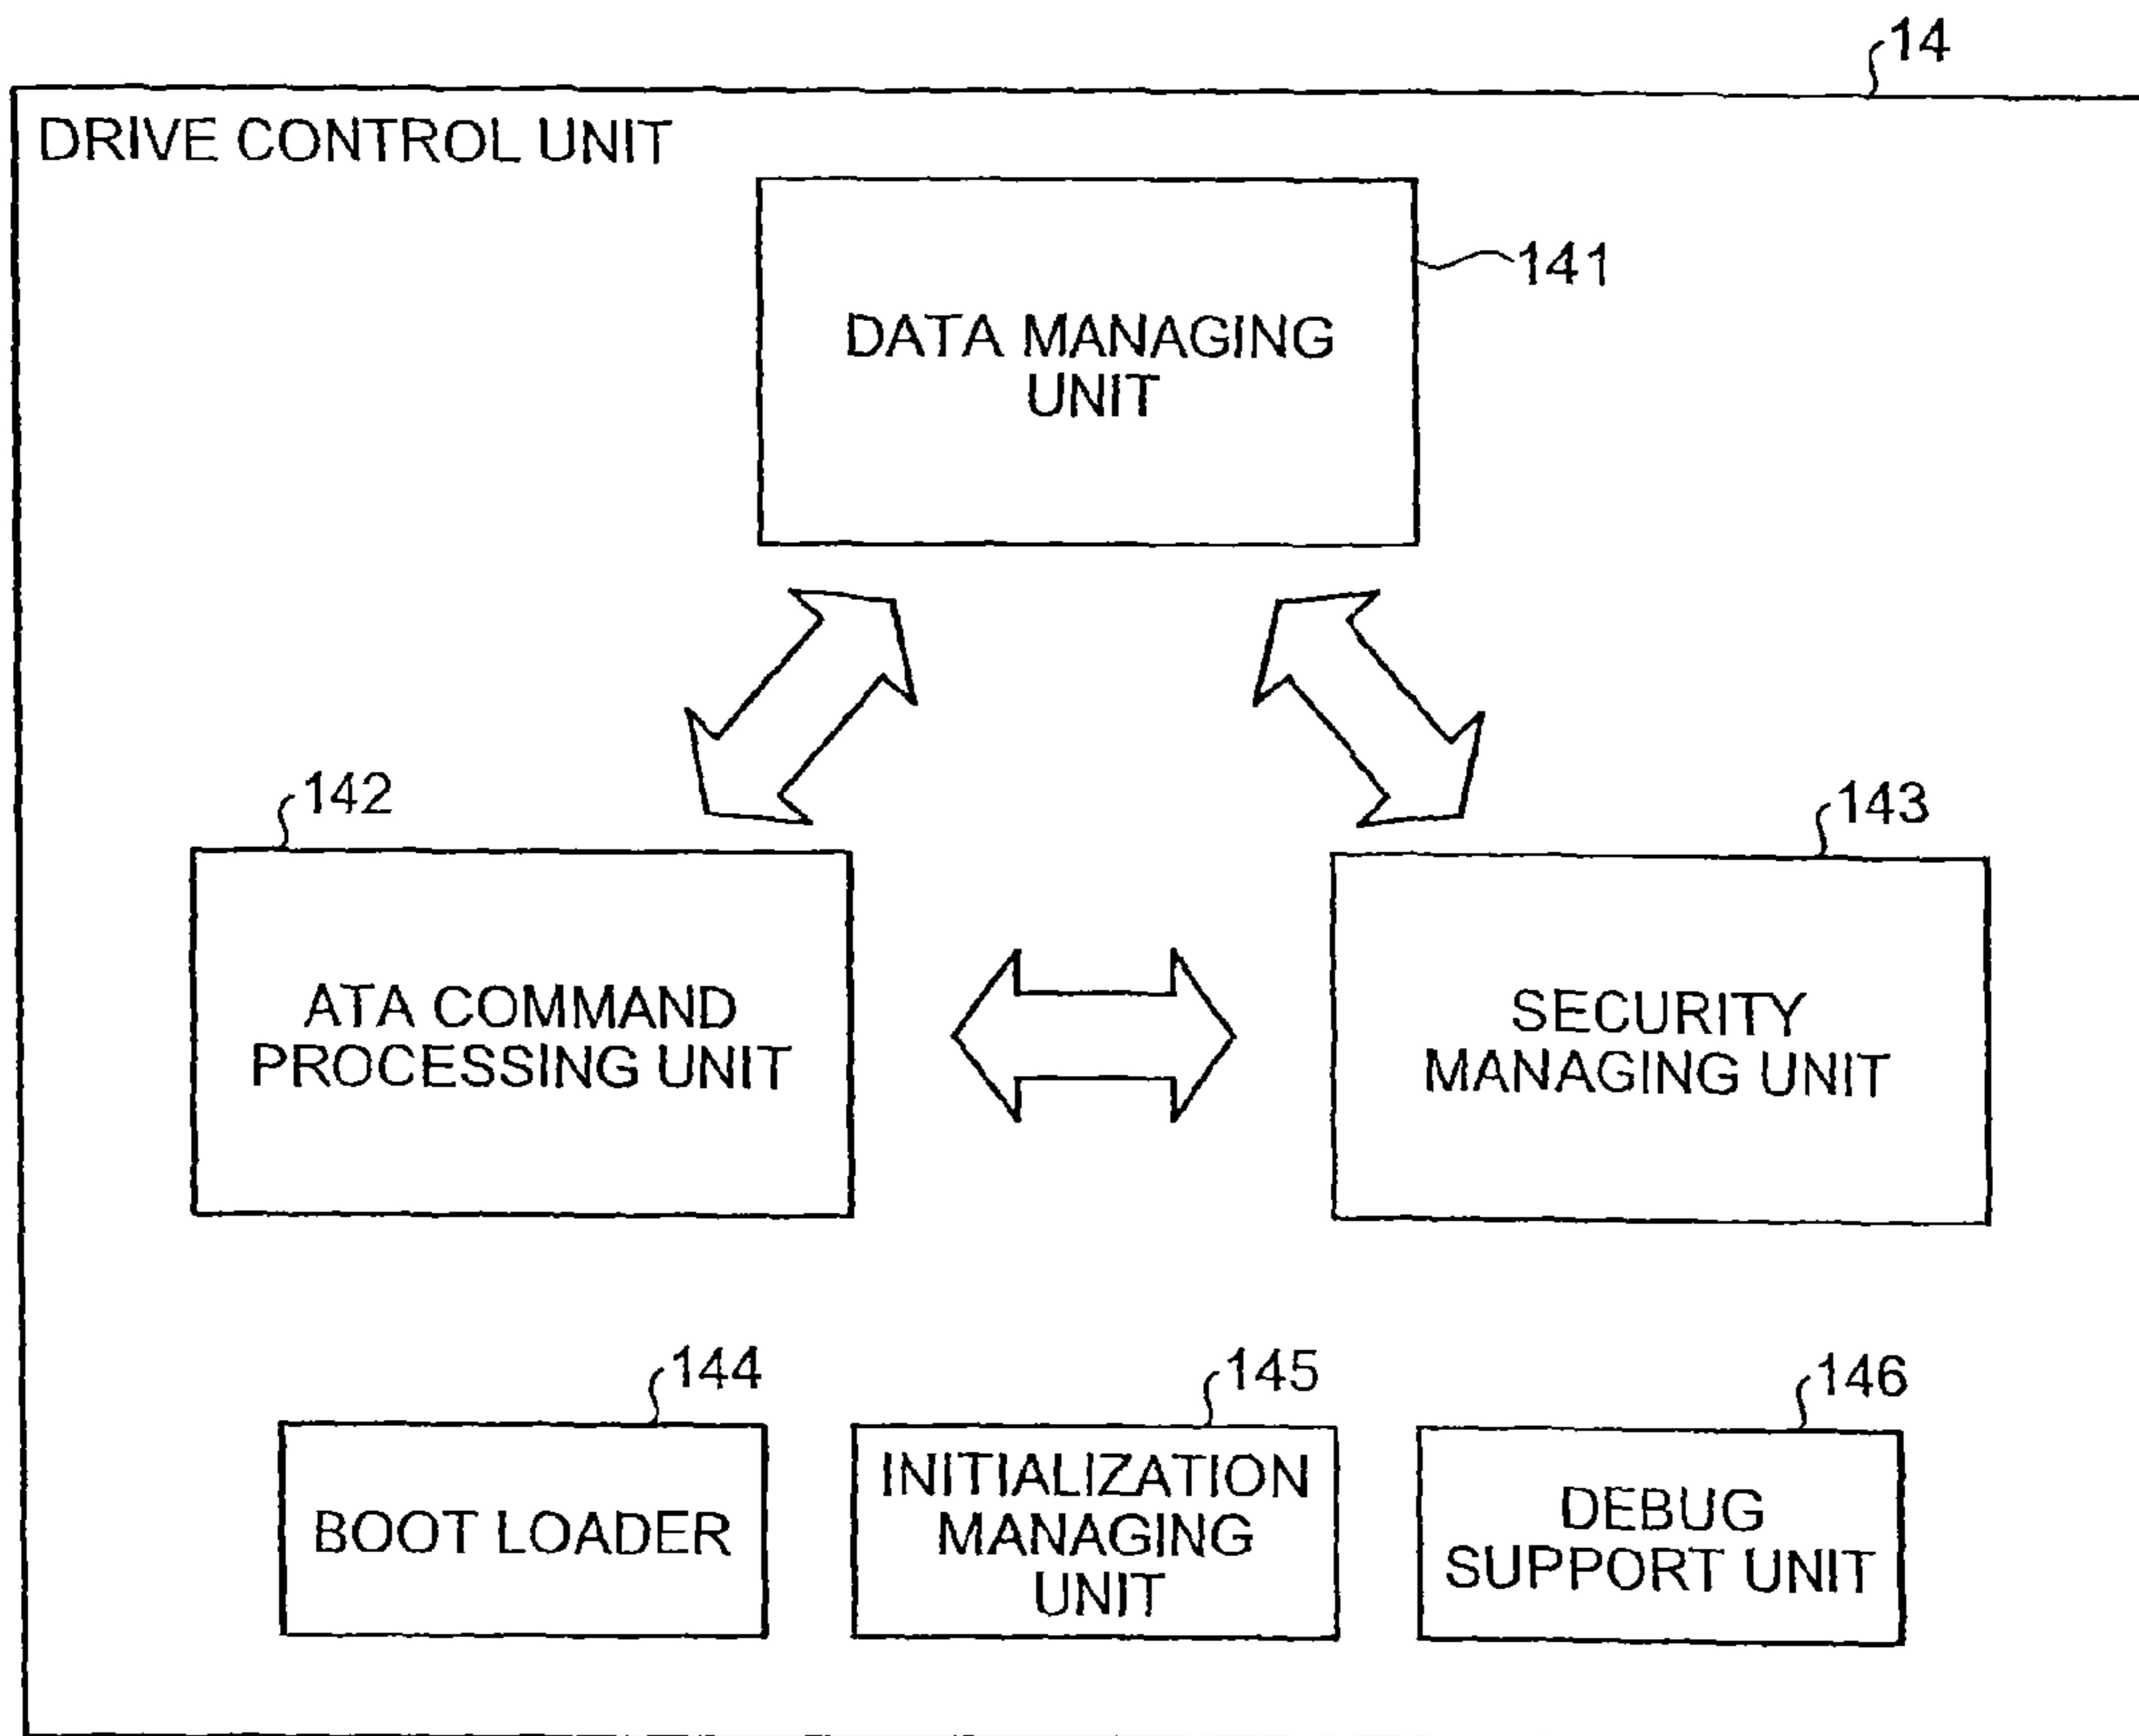 14
DRIVE CONTROL UNIT
141
DATA MANAGING
UNIT
142
143
ATA COMMAND
PROCESSING UNIT
SECURITY
MANAGING UNIT
144
145
146
BOOT LOADER
INITIALIZATION
MANAGING
UNIT
DEBUG
SUPPORT UNIT